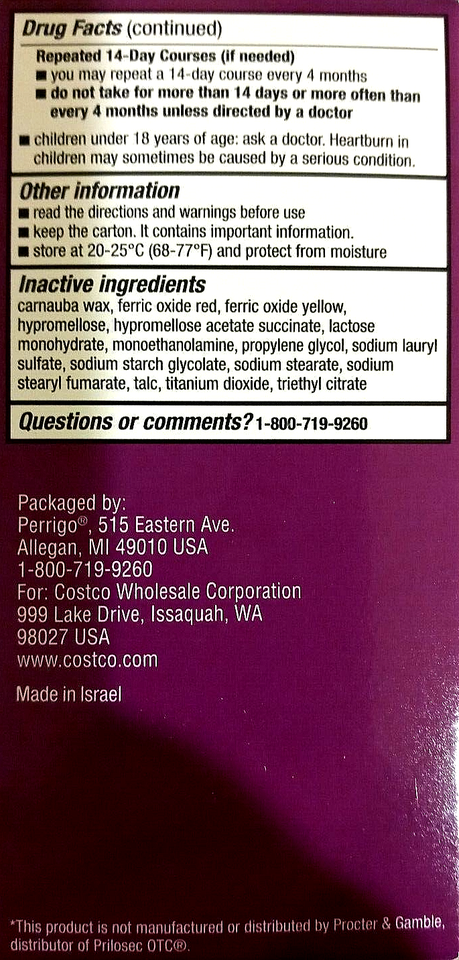 Drug Facts (continued)
Repeated 14-Day Courses (if needed)
■ you may repeat a 14-day course every 4 months
■ do not take for more than 14 days or more often than
every 4 months unless directed by a doctor
■ children under 18 years of age: ask a doctor. Heartburn in
children may sometimes be caused by a serious condition.
Other information
■ read the directions and warnings before use
■ keep the carton. It contains important information.
■ store at 20-25°C (68-77°F) and protect from moisture
Inactive ingredients
carnauba wax, ferric oxide red, ferric oxide yellow,
hypromellose, hypromellose acetate succinate, lactose
monohydrate, monoethanolamine, propylene glycol, sodium lauryl
sulfate, sodium starch glycolate, sodium stearate, sodium
stearyl fumarate, talc, titanium dioxide, triethyl citrate
Questions or comments? 1-800-719-9260
Packaged by:
Perrigo®, 515 Eastern Ave.
Allegan, MI 49010 USA
1-800-719-9260
For: Costco Wholesale Corporation
999 Lake Drive, Issaquah, WA
98027 USA
www.costco.com
Made in Israel
*This product is not manufactured or distributed by Procter & Gamble,
distributor of Prilosec OTC®.